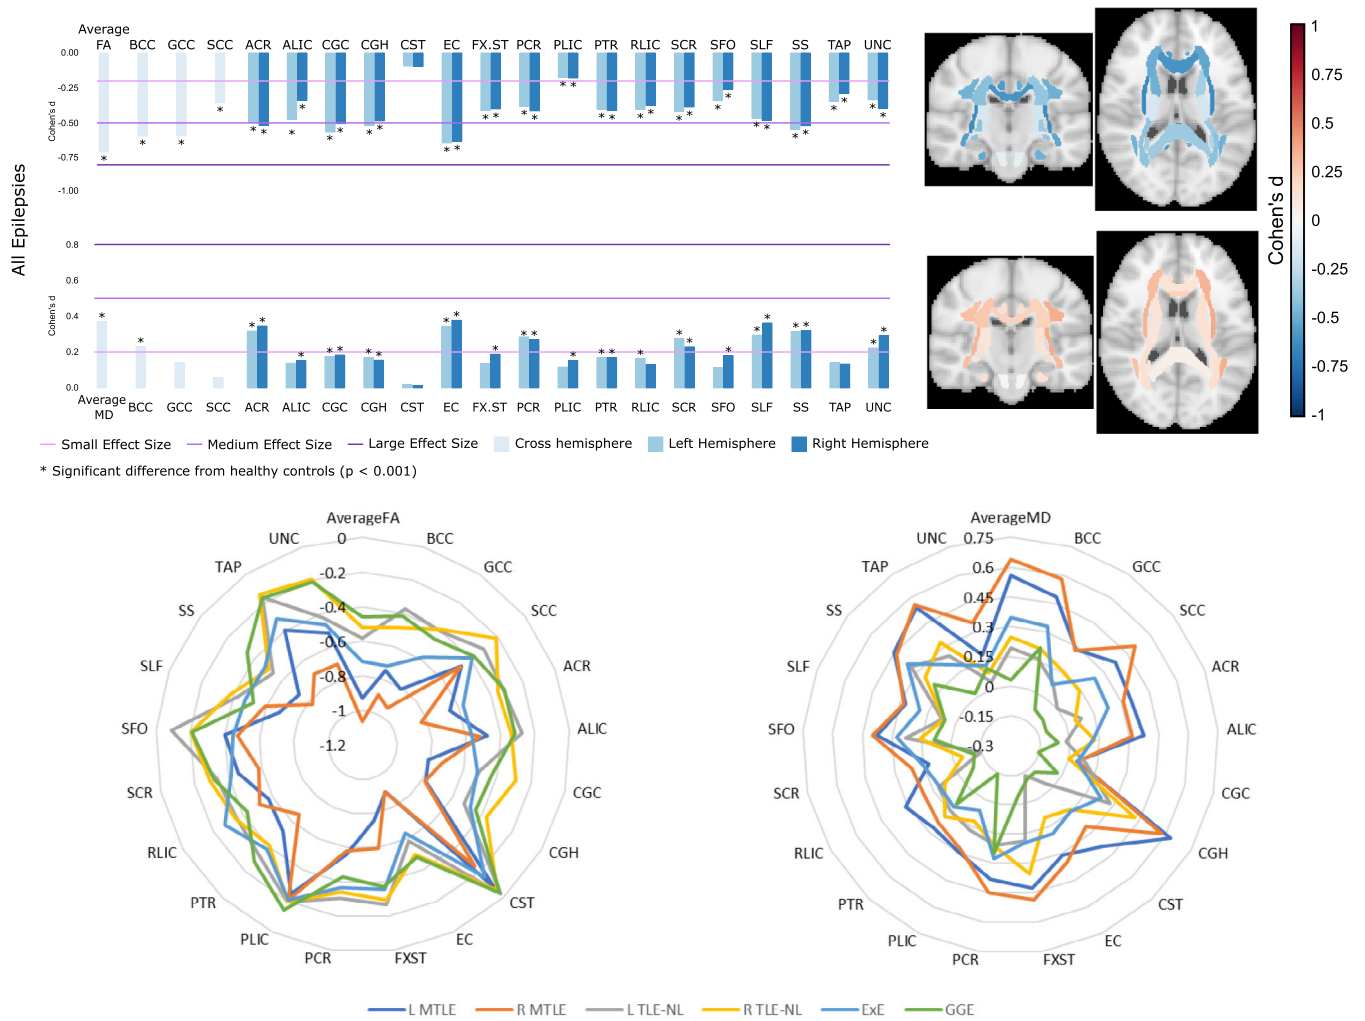 Average
FA BCC GCC SCC ACR ALIC CGC CGH CST EC FX.ST PCR PLIC PTR RLIC SCR SFO SLF SS TAP UNC
0.00
-0.25
-0.50
-0.75
-1.00
Cohen's d
All Epilepsies
0.8
0.6
0.4
0.2
0.0
Cohen's d
Average
MD BCC GCC SCC ACR ALIC CGC CGH CST EC FX.ST PCR PLIC PTR RLIC SCR SFO SLF SS TAP UNC
Small Effect Size Medium Effect Size Large Effect Size Cross hemisphere Left Hemisphere Right Hemisphere
* Significant difference from healthy controls (p < 0.001)
Cohen's d
1
0.75
0.5
0.25
0
-0.25
-0.5
-0.75
-1
AverageFA
BCC
GCC
SCC
ACR
ALIC
CGC
CGH
CST
EC
FXST
PCR
PLIC
PTR
RLIC
SCR
SFO
SLF
SS
TAP
UNC
0
-0.2
-0.4
-0.6
-0.8
-1
-1.2
AverageMD
BCC
GCC
SCC
ACR
ALIC
CGC
CGH
CST
EC
FXST
PCR
PLIC
PTR
RLIC
SCR
SFO
SLF
SS
TAP
UNC
0.75
0.6
0.45
0.3
0.15
0
-0.15
-0.3
L MTLE R MTLE L TLE-NL R TLE-NL ExE GGE